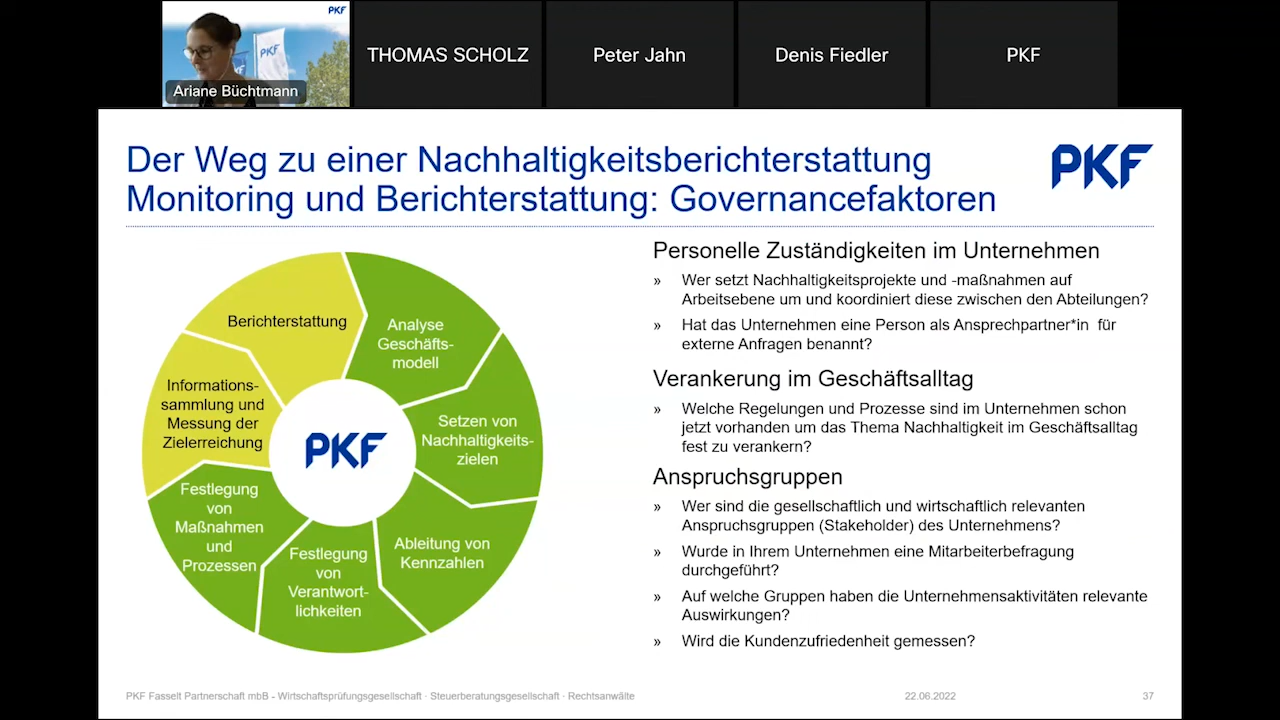 PKF
PKF
Ariane Büchtmann
THOMAS SCHOLZ
Peter Jahn
Denis Fiedler
PKF
Der Weg zu einer Nachhaltigkeitsberichterstattung
Monitoring und Berichterstattung: Governancefaktoren
PKF
Berichterstattung
Analyse
Geschäfts-
modell
Setzen von
Nachhaltigkeits-
zielen
Ableitung von
Kennzahlen
Festlegung
von
Verantwort-
lichkeiten
Festlegung
von
Maßnahmen
und
Prozessen
Informations-
sammlung und
Messung der
Zielerreichung
PKF
Personelle Zuständigkeiten im Unternehmen
» Wer setzt Nachhaltigkeitsprojekte und -maßnahmen auf
Arbeitsebene um und koordiniert diese zwischen den Abteilungen?
» Hat das Unternehmen eine Person als Ansprechpartner*in für
externe Anfragen benannt?
Verankerung im Geschäftsalltag
» Welche Regelungen und Prozesse sind im Unternehmen schon
jetzt vorhanden um das Thema Nachhaltigkeit im Geschäftsalltag
fest zu verankern?
Anspruchsgruppen
» Wer sind die gesellschaftlich und wirtschaftlich relevanten
Anspruchsgruppen (Stakeholder) des Unternehmens?
» Wurde in Ihrem Unternehmen eine Mitarbeiterbefragung
durchgeführt?
» Auf welche Gruppen haben die Unternehmensaktivitäten relevante
Auswirkungen?
» Wird die Kundenzufriedenheit gemessen?
PKF Fasselt Partnerschaft mbB - Wirtschaftsprüfungsgesellschaft · Steuerberatungsgesellschaft · Rechtsanwälte
22.06.2022
37